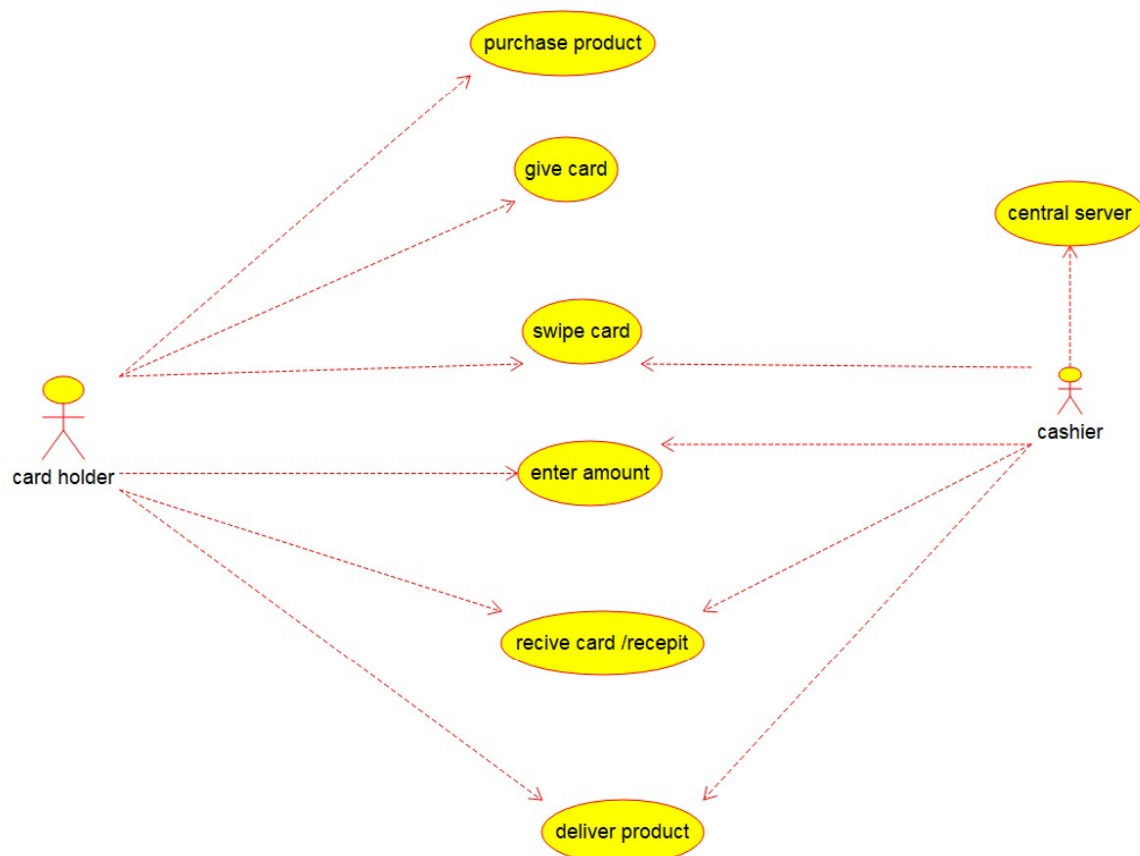 purchase product
give card
central server
swipe card
cashier
card holder
enter amount
recive card /recepit
deliver product